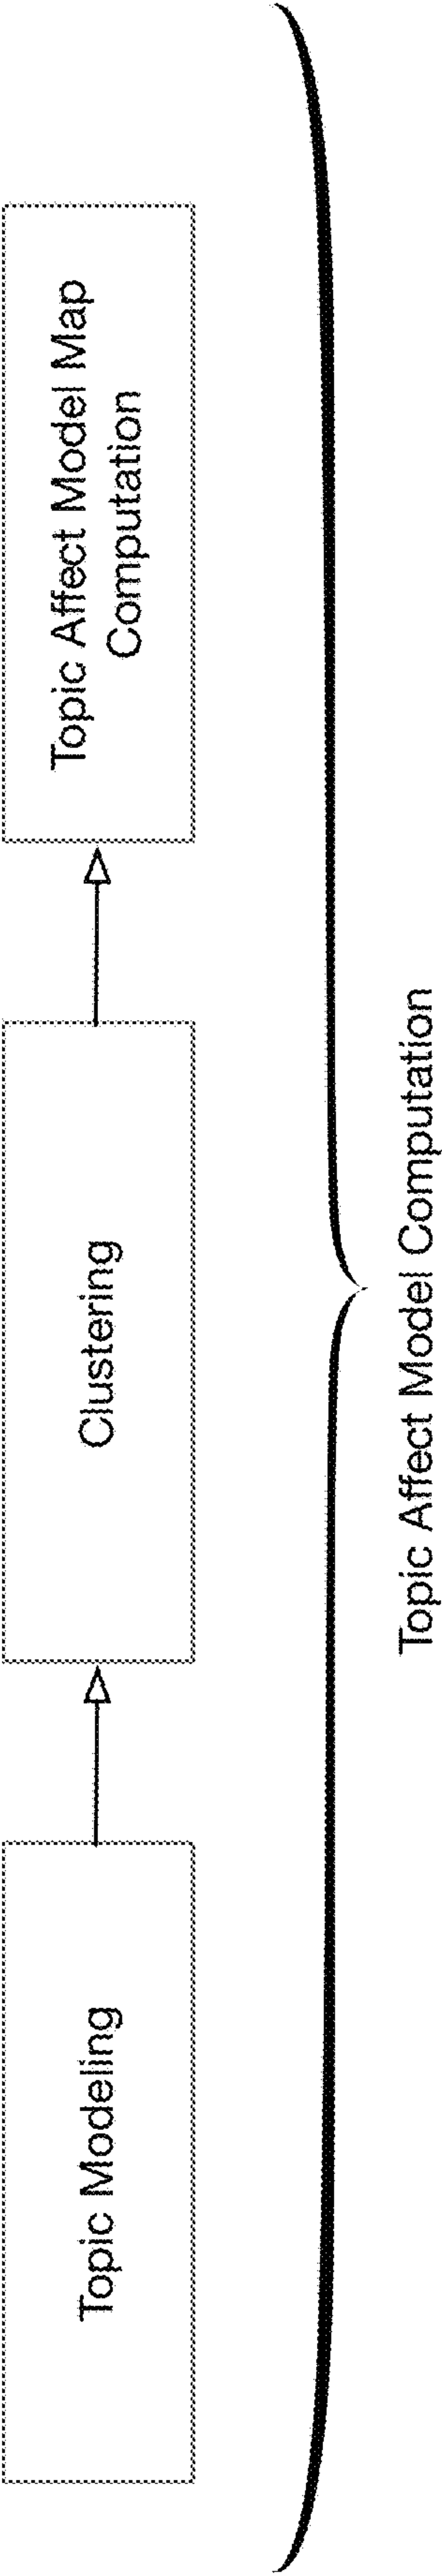 Topic Modeling
Clustering
Topic Affect Model Map
Computation
Topic Affect Model Computation